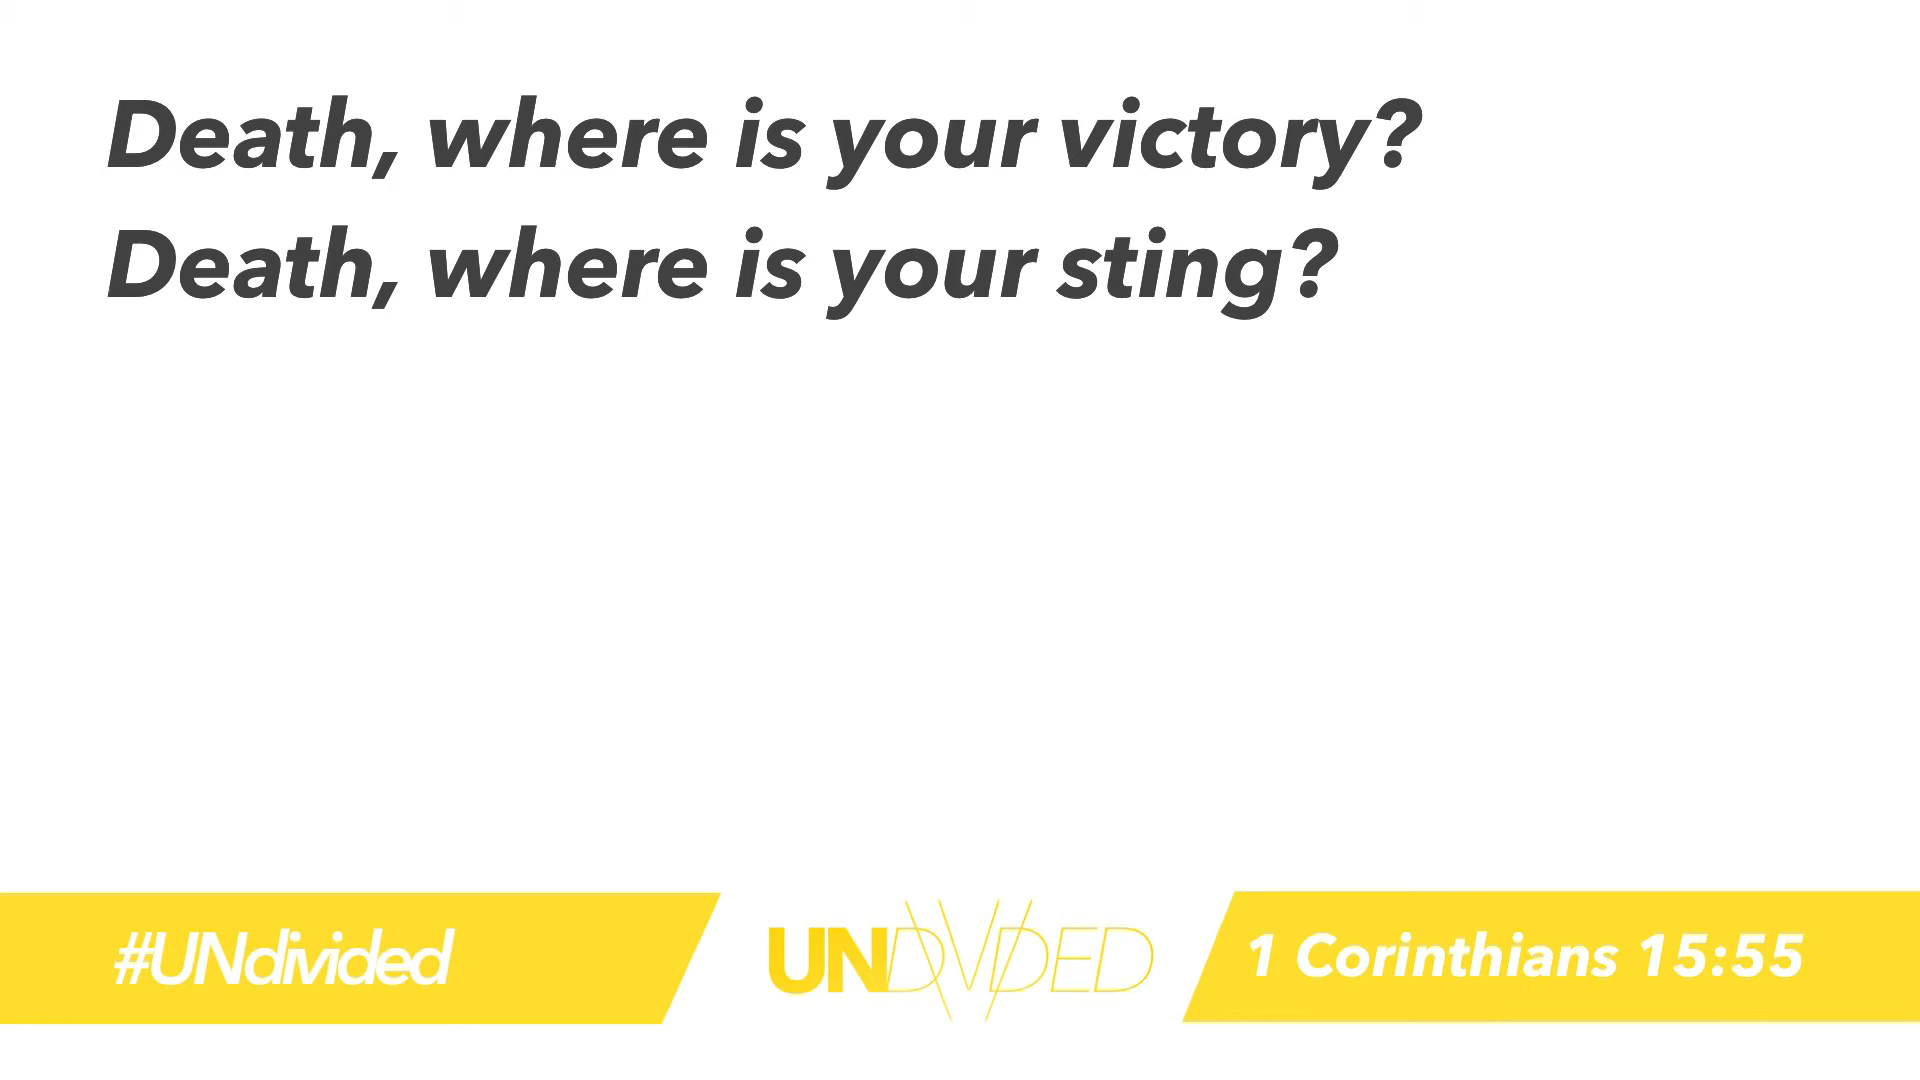 Death, where is your victory?
Death, where is your sting?
#UNdivided
UNDIVIDED
1 Corinthians 15:55